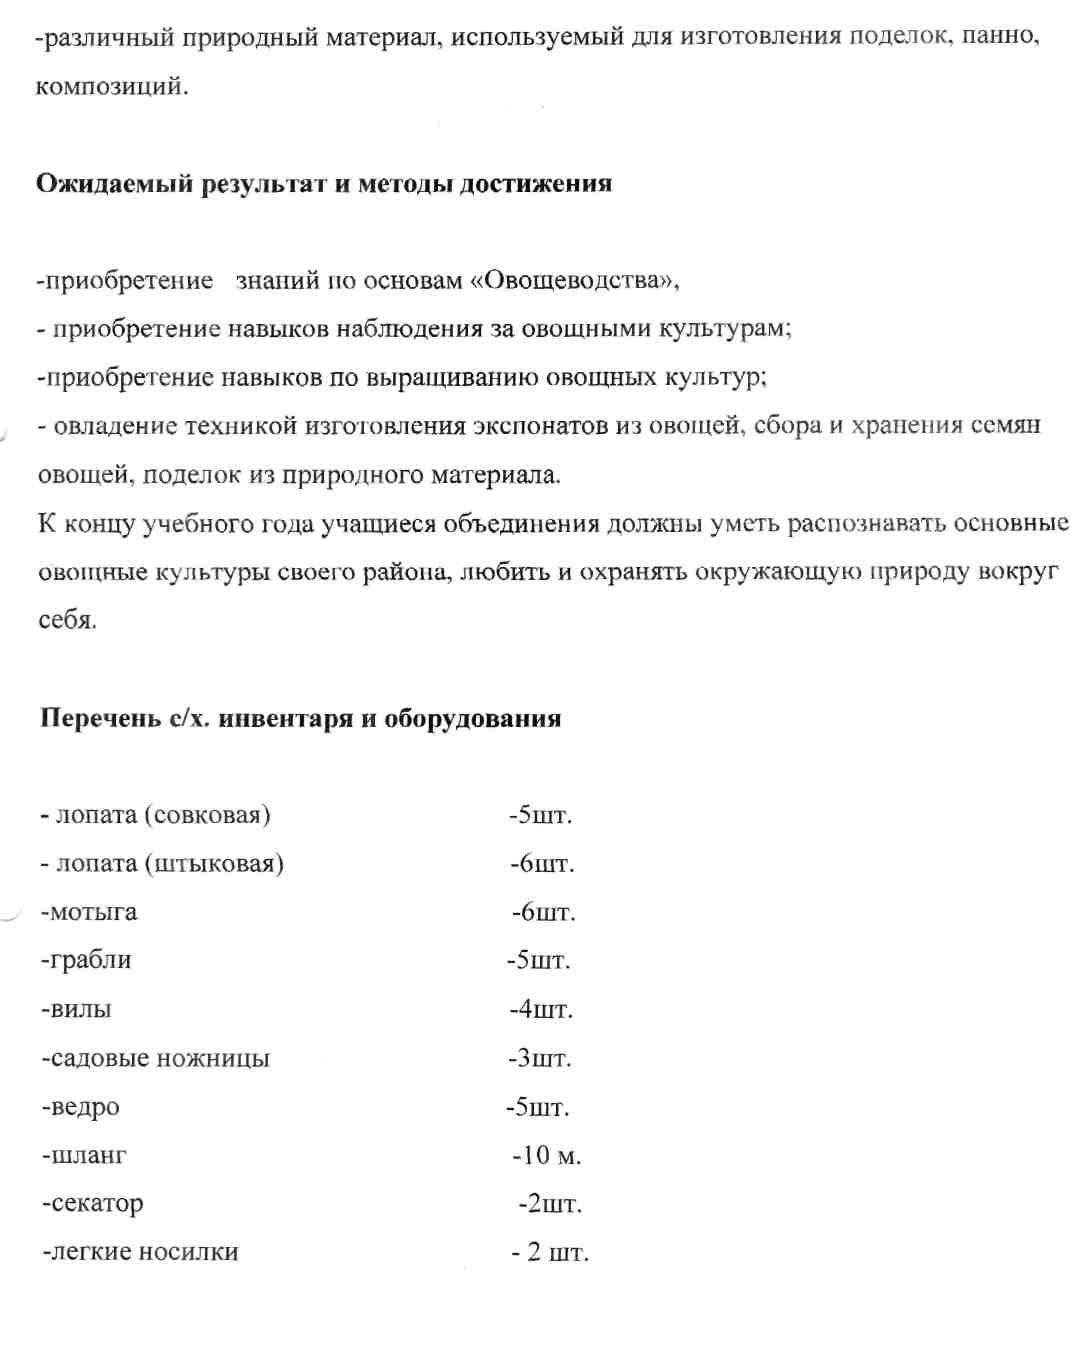 -различный природный материал, используемый для изготовления поделок, панно,
композиций.
Ожидаемый результат и методы достижения
-приобретение знаний по основам «Овощеводства»,
- приобретение навыков наблюдения за овощными культурам;
-приобретение навыков по выращиванию овощных культур;
- овладение техникой изготовления экспонатов из овощей, сбора и хранения семян
овощей, поделок из природного материала.
К концу учебного года учащиеся объединения должны уметь распознавать основные
овощные культуры своего района, любить и охранять окружающую природу вокруг
себя.
Перечень с/х. инвентаря и оборудования
- лопата (совковая) -5шт.
- лопата (штыковая) -6шт.
-мотыга -6шт.
-грабли -5шт.
-вилы -4шт.
-садовые ножницы -3шт.
-ведро -5шт.
-шланг -10 м.
-секатор -2шт.
-легкие носилки - 2 шт.